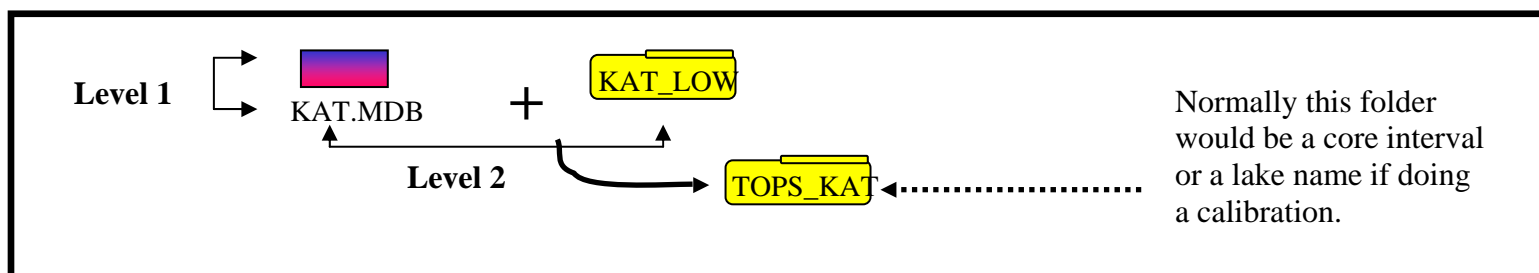 Level 1
KAT.MDB
+
KAT_LOW
Level 2
TOPS_KAT
Normally this folder
would be a core interval
or a lake name if doing
a calibration.